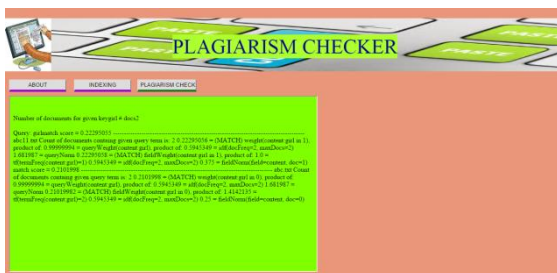 PASTE
PASTE
PASTE
PLAGIARISM CHECKER
ABOUT
INDEXING
PLAGIARISM CHECK
Number of documents for given keygirl # docs2
Query: girlmatch score = 0.22295033 ----------
abc11.txt Count of documents containg given query term is: 2 0.22295056 = (MATCH) weight(content:girl in 1),
product of: 0.99999994 = queryWeight(content:girl), product of: 0.5945349 = idf(docFreq=2, maxDocs=2)
1.681987 = queryNorm 0.22295058 = (MATCH) fieldWeight(content:girl in 1), product of: 1.0 =
tf(termFreq(content:girl)=1) 0.5945349 = idf(docFreq=2, maxDocs=2) 0.375 = fieldNorm(field=content, doc=1)
match score = 0.2101998 ---------- abc.txt Count
of documents containg given query term is: 2 0.2101998 = (MATCH) weight(content:girl in 0), product of:
0.99999994 = queryWeight(content:girl), product of: 0.5945349 = idf(docFreq=2, maxDocs=2) 1.681987 =
queryNorm 0.21019982 = (MATCH) fieldWeight(content:girl in 0), product of: 1.4142135 =
tf(termFreq(content:girl)=2) 0.5945349 = idf(docFreq=2, maxDocs=2) 0.25 = fieldNorm(field=content, doc=0)